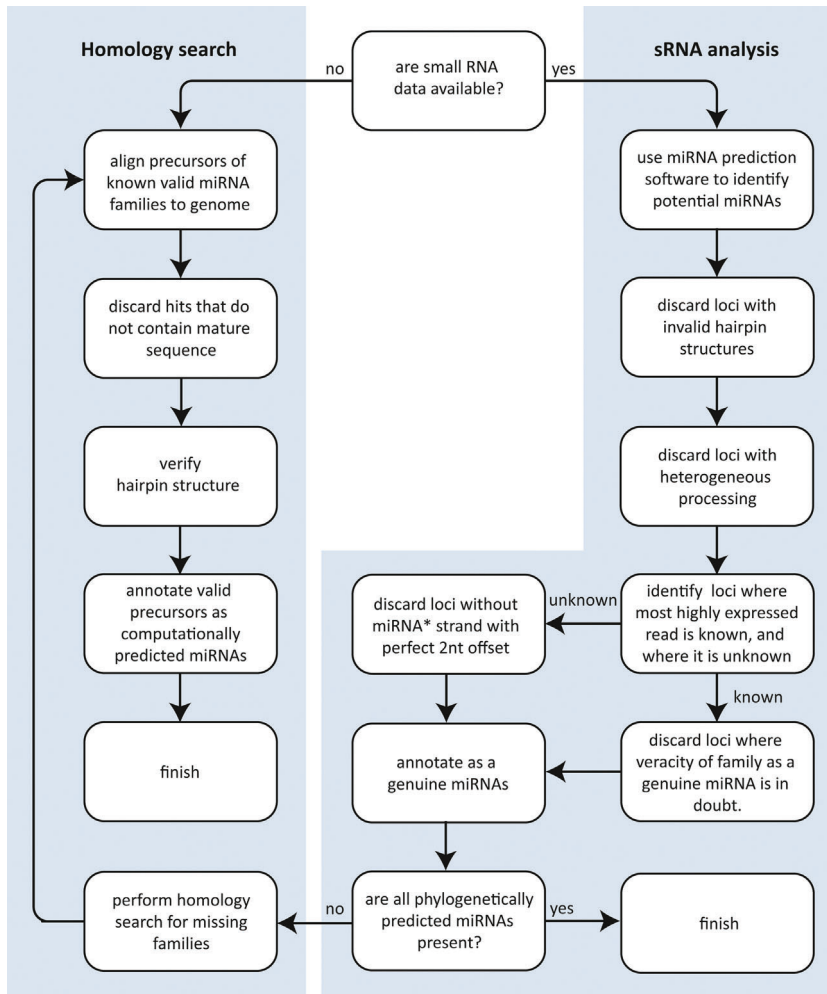 Homology search
sRNA analysis
are small RNA
data available?
no
yes
align precursors of
known valid miRNA
families to genome
use miRNA prediction
software to identify
potential miRNAs
discard hits that do
not contain mature
sequence
discard loci with
invalid hairpin
structures
verify
hairpin structure
discard loci with
heterogeneous
processing
annotate valid
precursors as
computationally
predicted miRNAs
discard loci without
miRNA* strand with
perfect 2nt offset
unknown
identify loci where
most highly expressed
read is known, and
where it is unknown
known
finish
annotate as a
genuine miRNAs
discard loci where
veracity of family as a
genuine miRNA is in
doubt.
perform homology
search for missing
families
no
are all phylogenetically
predicted miRNAs
present?
yes
finish